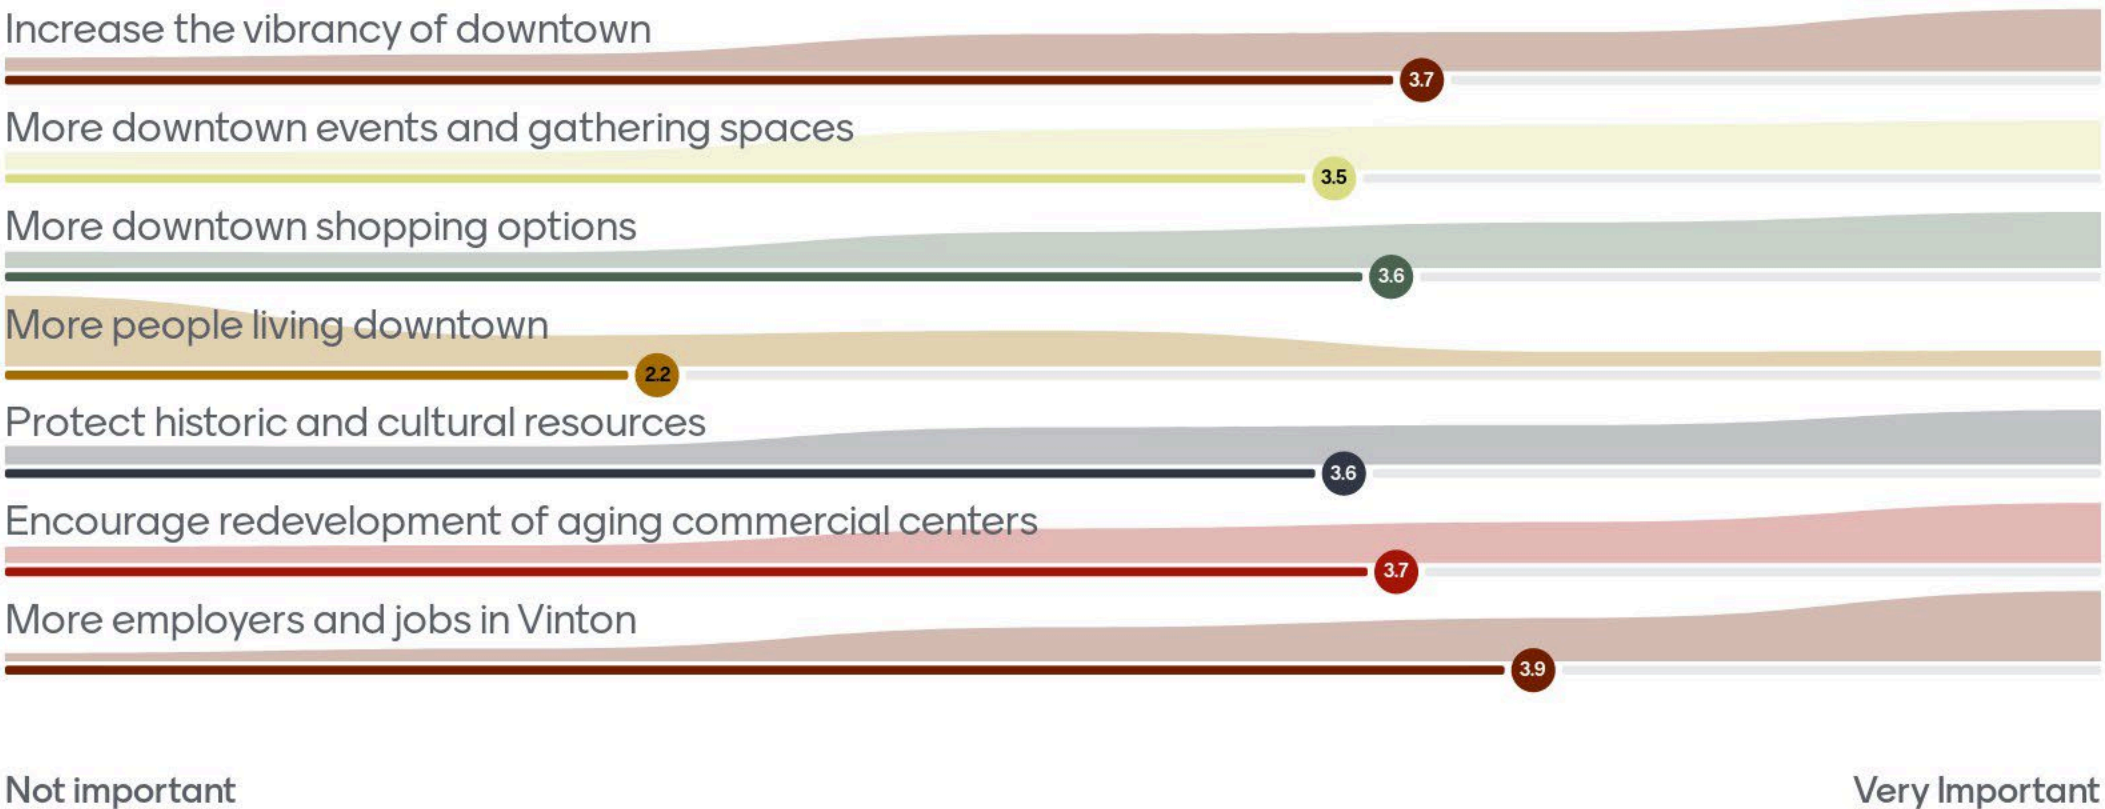 Increase the vibrancy of downtown
3.7
More downtown events and gathering spaces
3.5
More downtown shopping options
3.6
More people living downtown
2.2
Protect historic and cultural resources
3.6
Encourage redevelopment of aging commercial centers
3.7
More employers and jobs in Vinton
3.9
Not important
Very Important